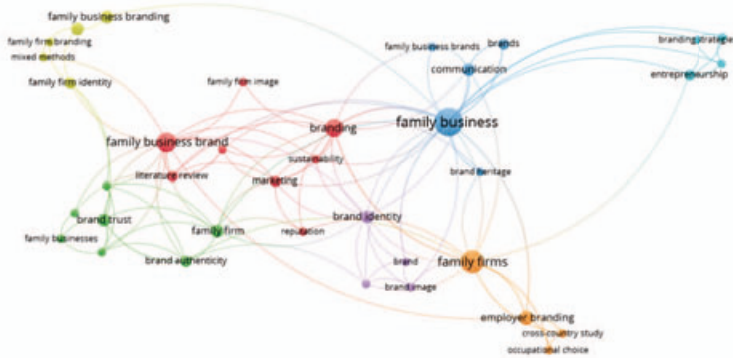 family business branding
family firm branding
mixed methods
family firm identity
family firm image
family business brand
literature review
branding
sustainability
marketing
reputation
brand trust
family businesses
family firm
brand authenticity
family business brands
brands
communication
family business
brand heritage
branding strategies
entrepreneurship
brand identity
brand
brand image
family firms
employer branding
cross-country study
occupational choice